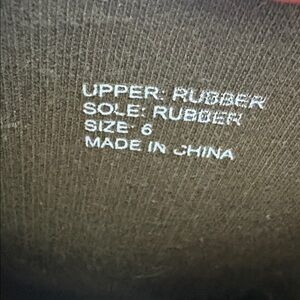 UPPER: RUBBER
SOLE: RUBBER
SIZE: 6
MADE IN CHINA